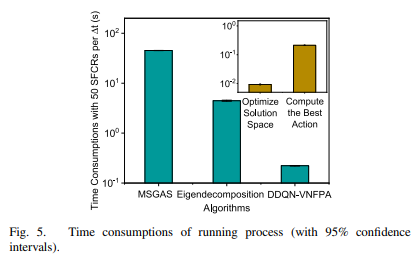 Time Consumptions with 50 SFCRs per Δt (s)
10²
10¹
10⁰
10⁻¹
10⁰
10⁻¹
10⁻²
Optimize Compute
Solution the Best
Space Action
MSGAS Eigendecomposition DDQN-VNFPA
Algorithms
Fig. 5. Time consumptions of running process (with 95% confidence
intervals).